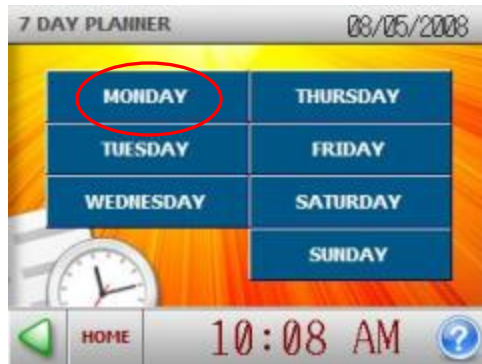 7 DAY PLANNER 08/05/2008
MONDAY THURSDAY
TUESDAY FRIDAY
WEDNESDAY SATURDAY
SUNDAY
HOME 10:08 AM ?